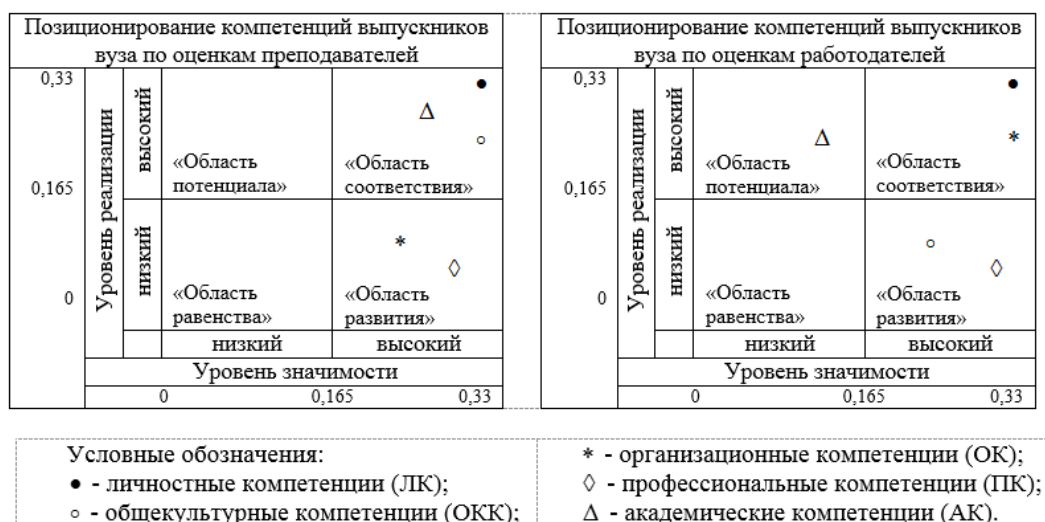 Позиционирование компетенций выпускников
вуза по оценкам преподавателей
0,33
0,165
0
Уровень реализации
высокий
низкий
«Область
потенциала»
«Область
соответствия»
«Область
равенства»
«Область
развития»
низкий
высокий
Уровень значимости
0
0,165
0,33
Позиционирование компетенций выпускников
вуза по оценкам работодателей
0,33
0,165
0
Уровень реализации
высокий
низкий
«Область
потенциала»
«Область
соответствия»
«Область
равенства»
«Область
развития»
низкий
высокий
Уровень значимости
0
0,165
0,33
Условные обозначения:
● - личностные компетенции (ЛК);
○ - общекультурные компетенции (ОКК);
* - организационные компетенции (ОК);
◊ - профессиональные компетенции (ПК);
Δ - академические компетенции (АК).